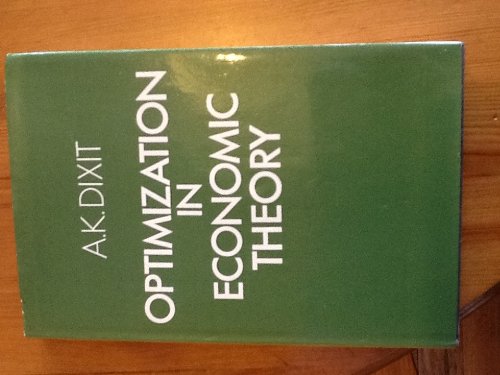 A.K. DIXIT
OPTIMIZATION
IN
ECONOMIC
THEORY